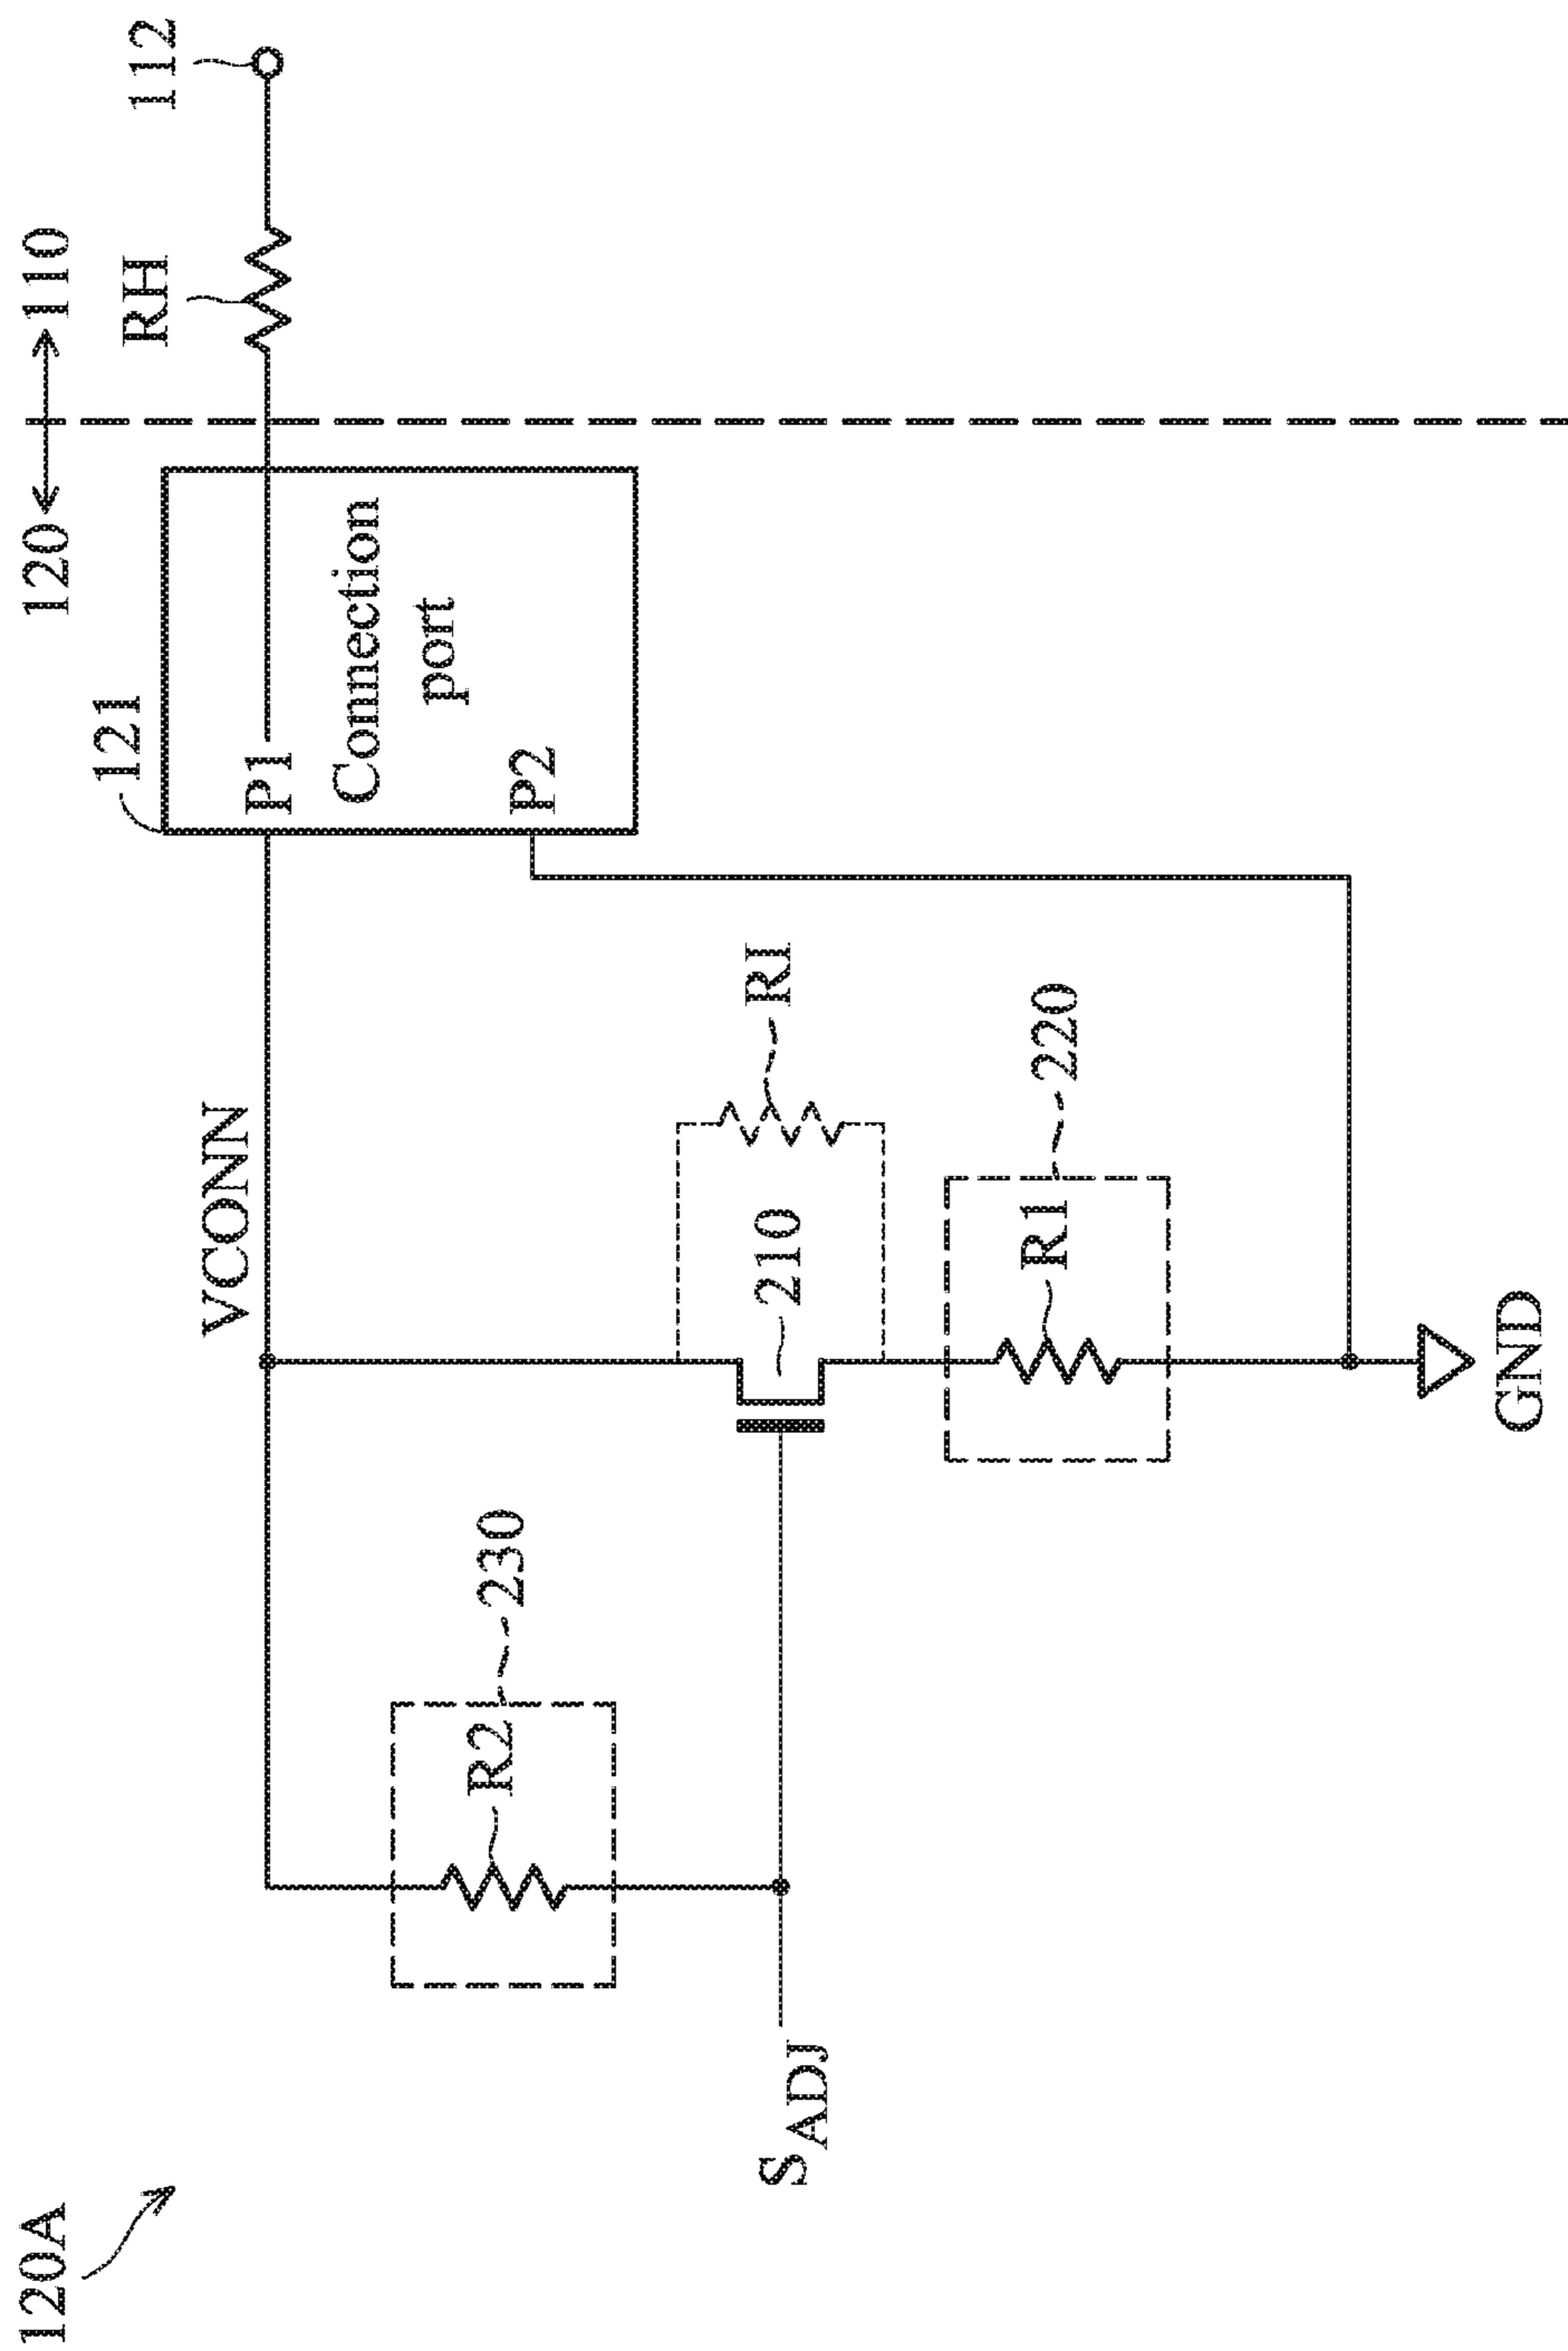 120A
120
110
121
112
RH
VCONN
P1
Connection
port
P2
R2
230
RI
210
220
R1
SADJ
GND